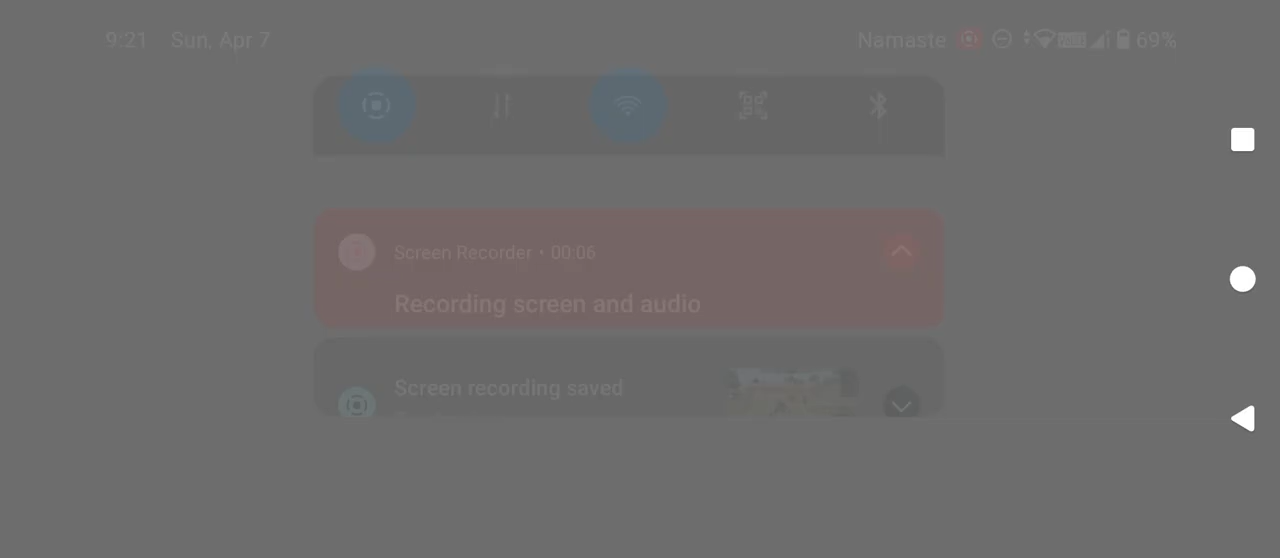 9:21 Sun, Apr 7 Namaste 69%
Screen Recorder • 00:06
Recording screen and audio
Screen recording saved